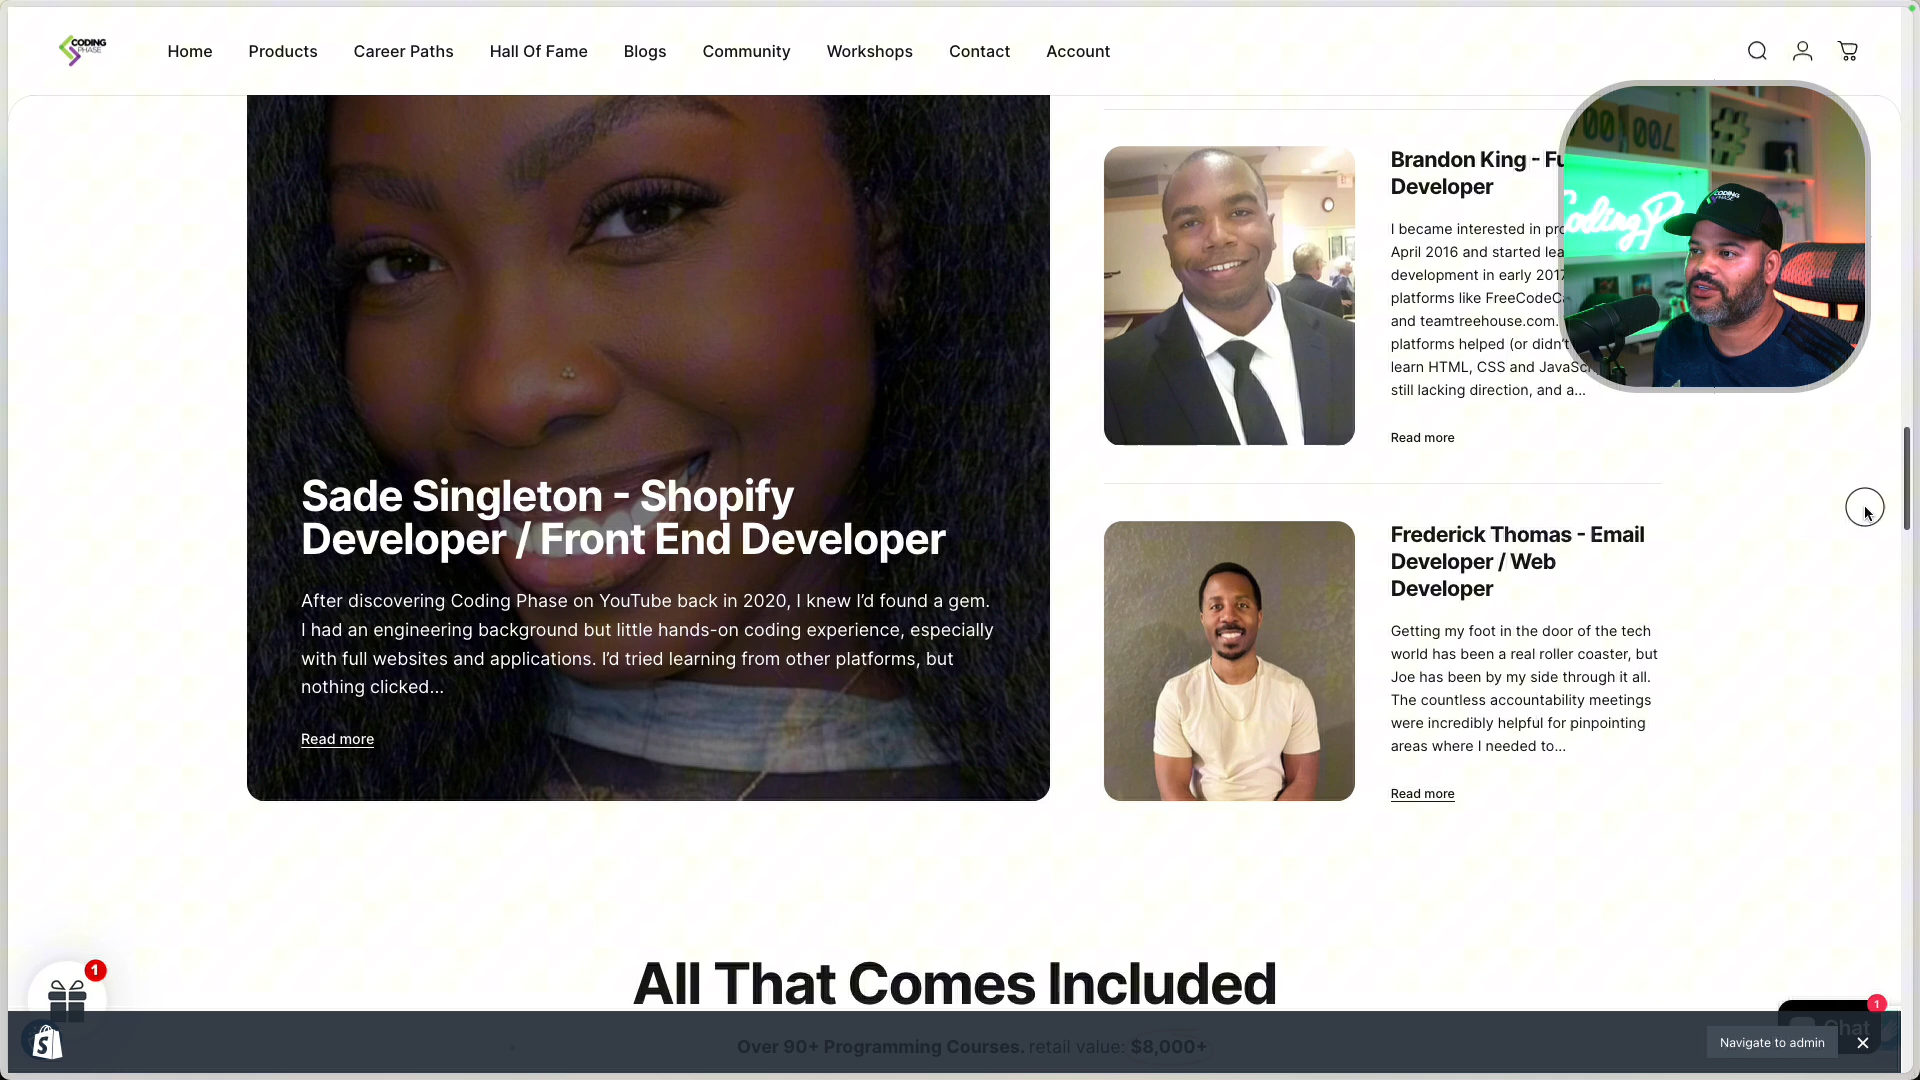 CODING
PHASE
Home
Products
Career Paths
Hall Of Fame
Blogs
Community
Workshops
Contact
Account
Sade Singleton - Shopify
Developer / Front End Developer
After discovering Coding Phase on YouTube back in 2020, I knew I’d found a gem.
I had an engineering background but little hands-on coding experience, especially
with full websites and applications. I’d tried learning from other platforms, but
nothing clicked...
Read more
Brandon King - Fu
Developer
I became interested in pro
April 2016 and started lea
development in early 2017
platforms like FreeCodeCa
and teamtreehouse.com.
platforms helped (or didn’t
learn HTML, CSS and JavaScr
still lacking direction, and a...
Read more
Frederick Thomas - Email
Developer / Web
Developer
Getting my foot in the door of the tech
world has been a real roller coaster, but
Joe has been by my side through it all.
The countless accountability meetings
were incredibly helpful for pinpointing
areas where I needed to...
Read more
All That Comes Included
Over 90+ Programming Courses. retail value: $8,000+
1
1
Chat
Navigate to admin